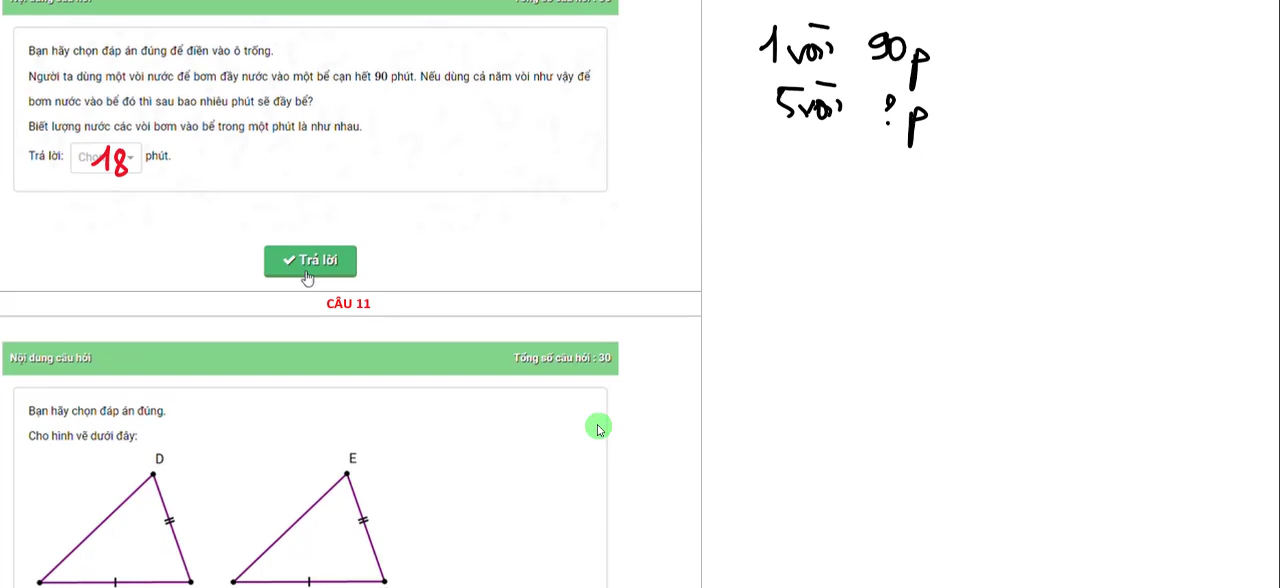 Bạn hãy chọn đáp án đúng để điền vào ô trống.
Người ta dùng một vòi nước để bơm đầy nước vào một bể cạn hết 90 phút. Nếu dùng cả năm vòi như vậy để
bơm nước vào bể đó thì sau bao nhiêu phút sẽ đầy bể?
Biết lượng nước các vòi bơm vào bể trong một phút là như nhau.
Trả lời: 18 phút.
Trả lời
CÂU 11
Nội dung câu hỏi Tổng số câu hỏi : 30
Bạn hãy chọn đáp án đúng.
Cho hình vẽ dưới đây:
D E
1 vòi 90p
5 vòi ? p